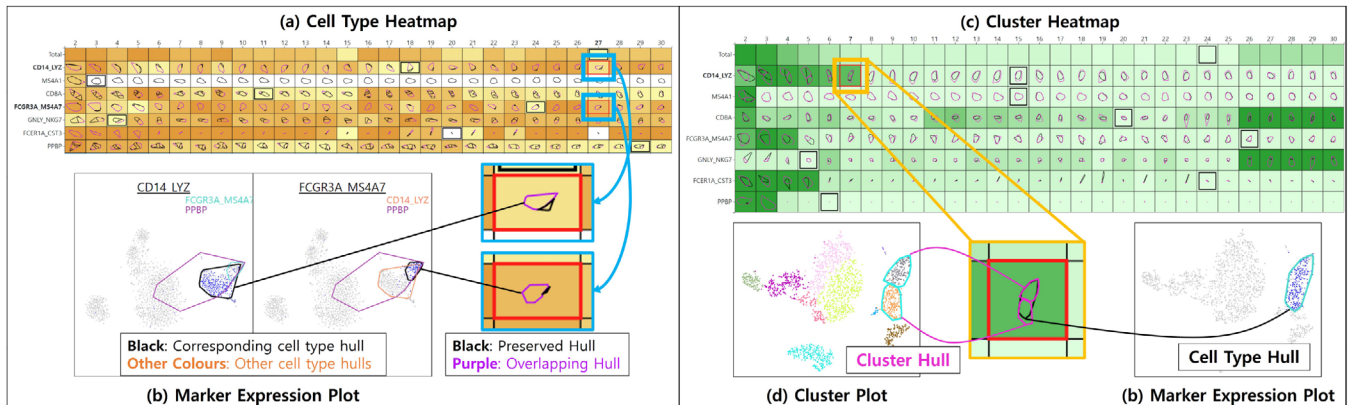 (a) Cell Type Heatmap
2 3 4 5 6 7 8 9 10 11 12 13 14 15 16 17 18 19 20 21 22 23 24 25 26 27 28 29 30
Total
CD14_LYZ
MS4A1
CD8A
FCGR3A_MS4A7
GNLY_NKG7
FCER1A_CST3
PPBP
CD14 LYZ
FCGR3A_MS4A7
PPBP
FCGR3A MS4A7
CD14_LYZ
PPBP
Black: Corresponding cell type hull
Other Colours: Other cell type hulls
Black: Preserved Hull
Purple: Overlapping Hull
(b) Marker Expression Plot
(c) Cluster Heatmap
2 3 4 5 6 7 8 9 10 11 12 13 14 15 16 17 18 19 20 21 22 23 24 25 26 27 28 29 30
Total
CD14_LYZ
MS4A1
CD8A
FCGR3A_MS4A7
GNLY_NKG7
FCER1A_CST3
PPBP
Cluster Hull
Cell Type Hull
(d) Cluster Plot
(b) Marker Expression Plot